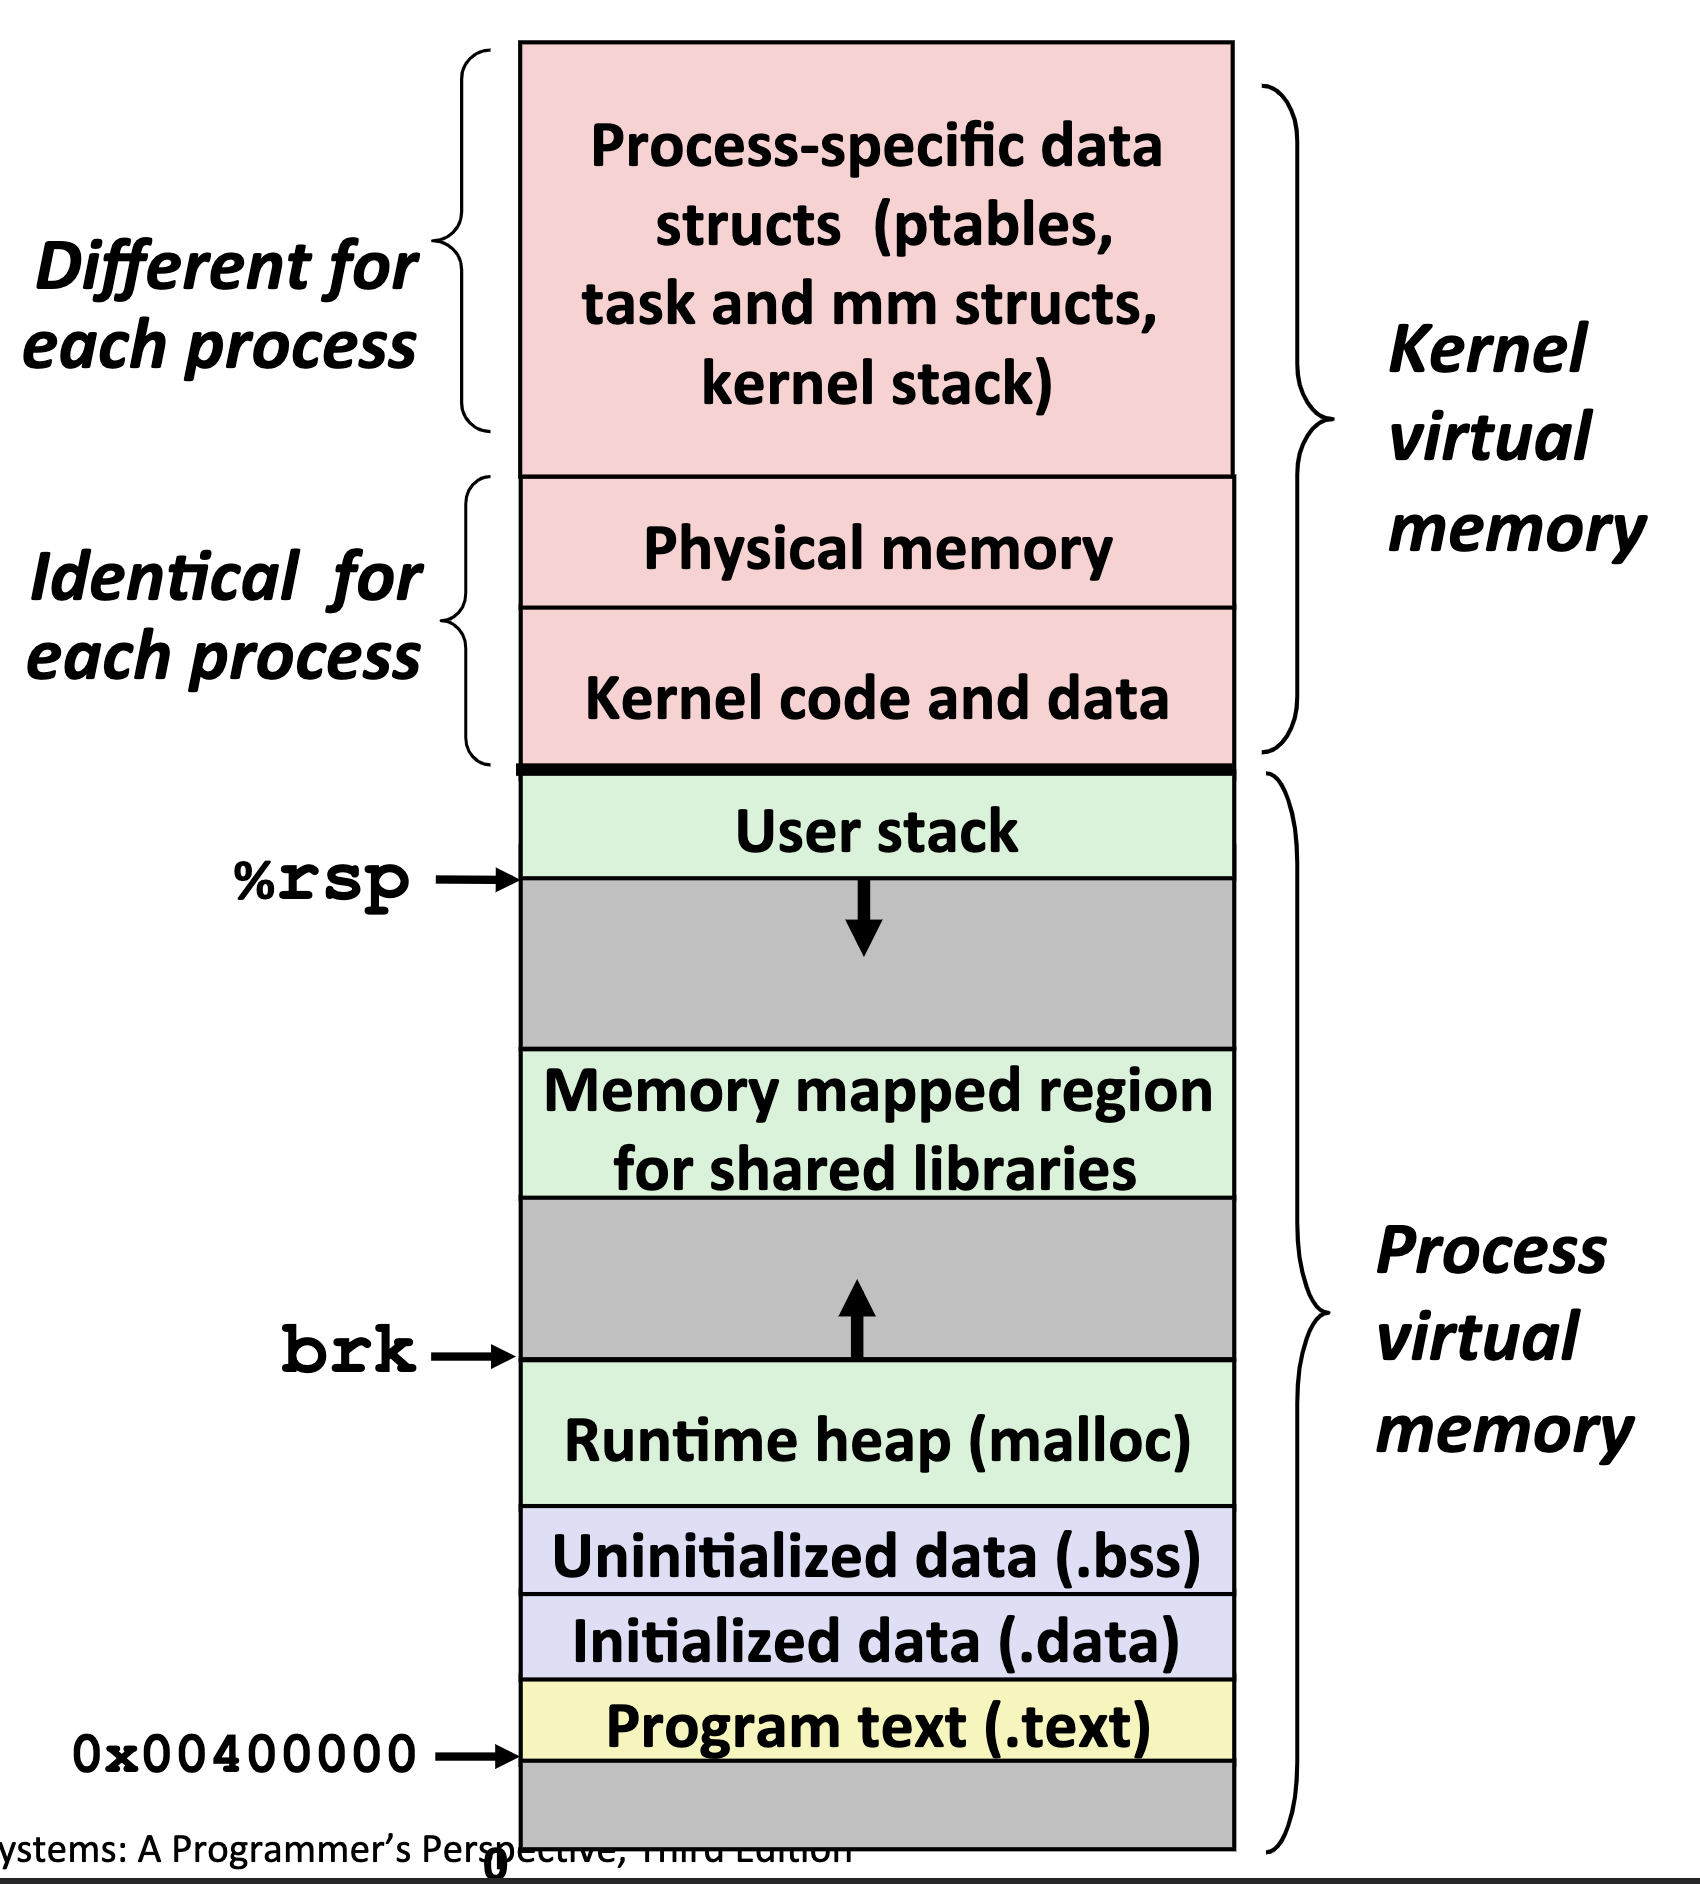 Process-specific data
structs (ptables,
task and mm structs,
kernel stack)
Different for
each process
Kernel
virtual
memory
Physical memory
Identical for
each process
Kernel code and data
User stack
%rsp
Memory mapped region
for shared libraries
Process
virtual
memory
brk
Runtime heap (malloc)
Uninitialized data (.bss)
Initialized data (.data)
Program text (.text)
0x00400000
ystems: A Programmer’s Perspective, Third Edition
0